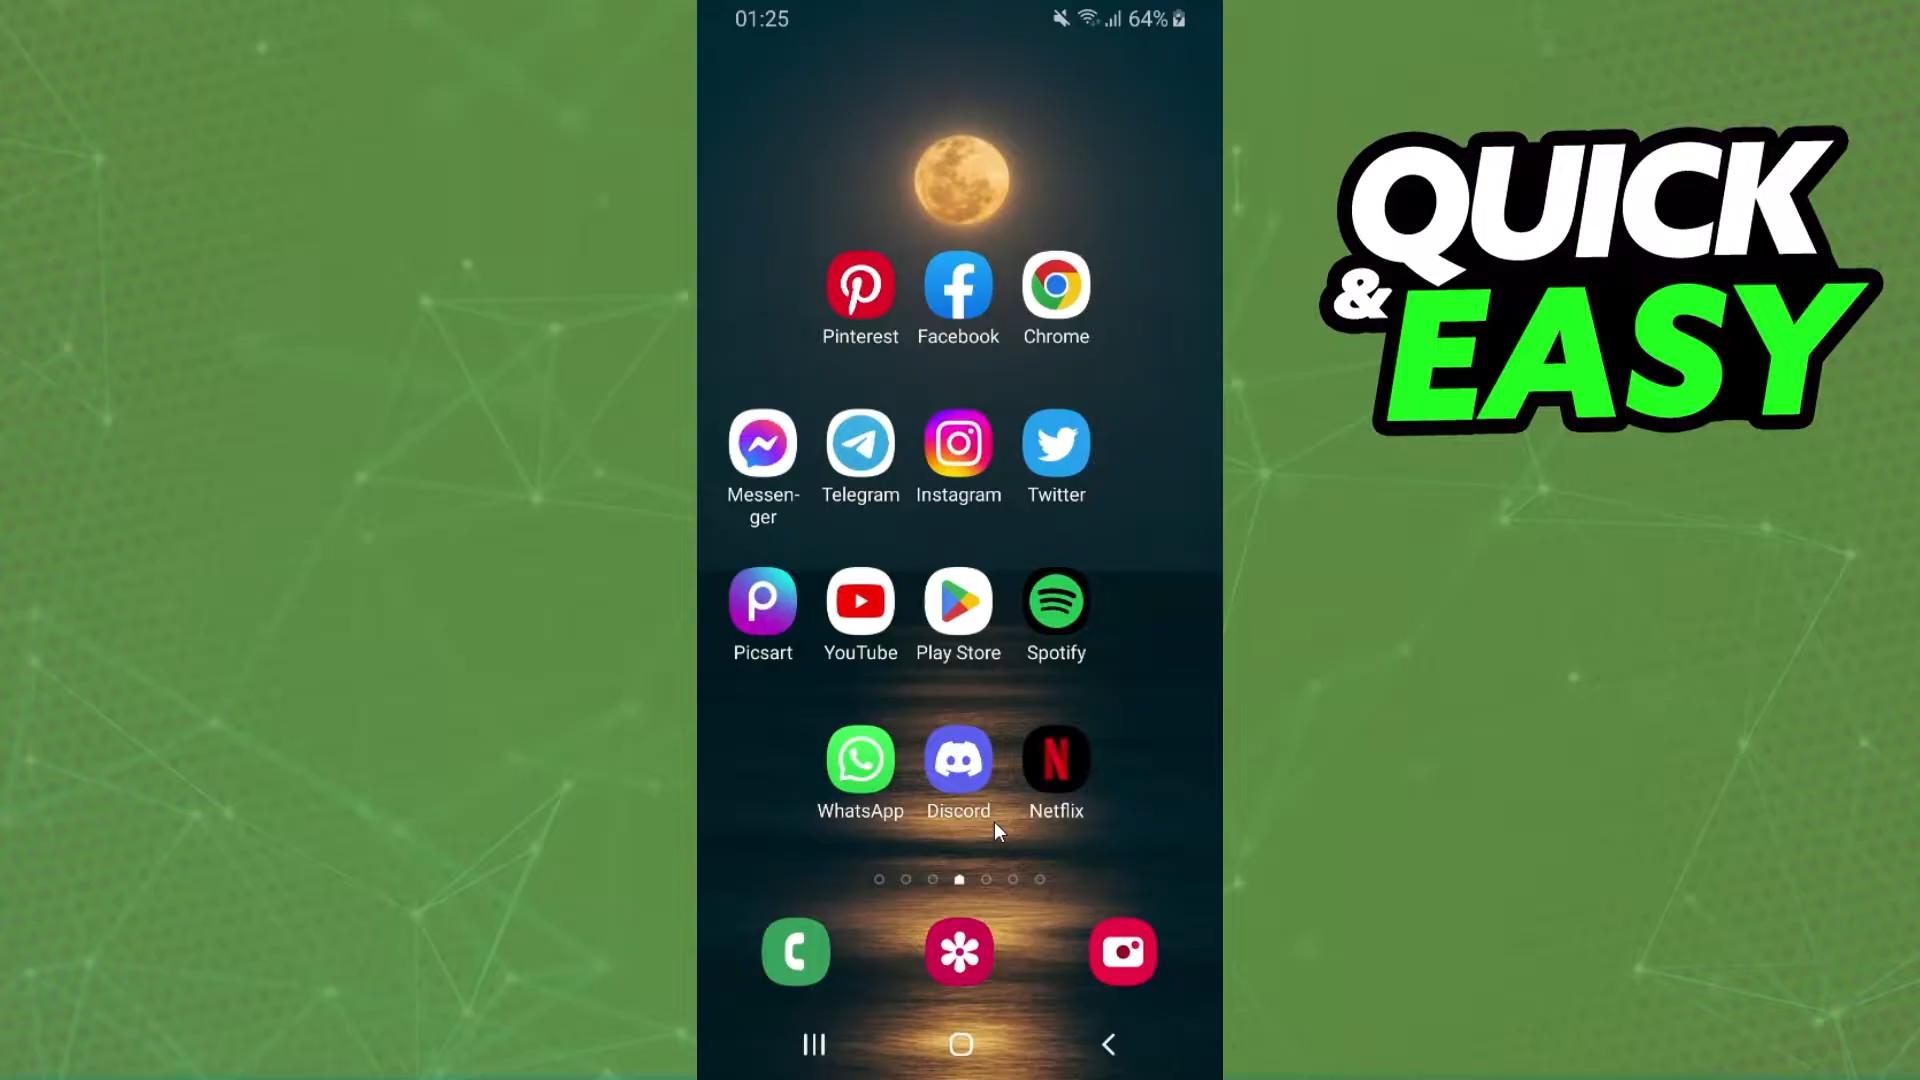 01:25
64%
QUICK
& EASY
Pinterest
Facebook
Chrome
Messen-
ger
Telegram
Instagram
Twitter
Picsart
YouTube
Play Store
Spotify
WhatsApp
Discord
Netflix